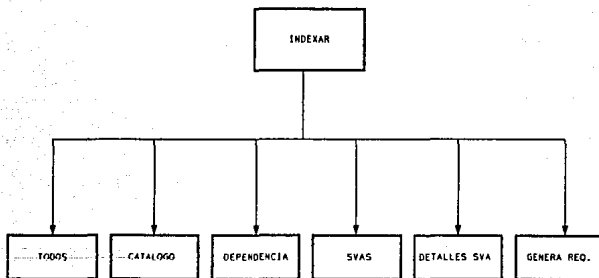 INDEXAR
TODOS
CATALOGO
DEPENDENCIA
SVAS
DETALLES SVA
GENERA REQ.